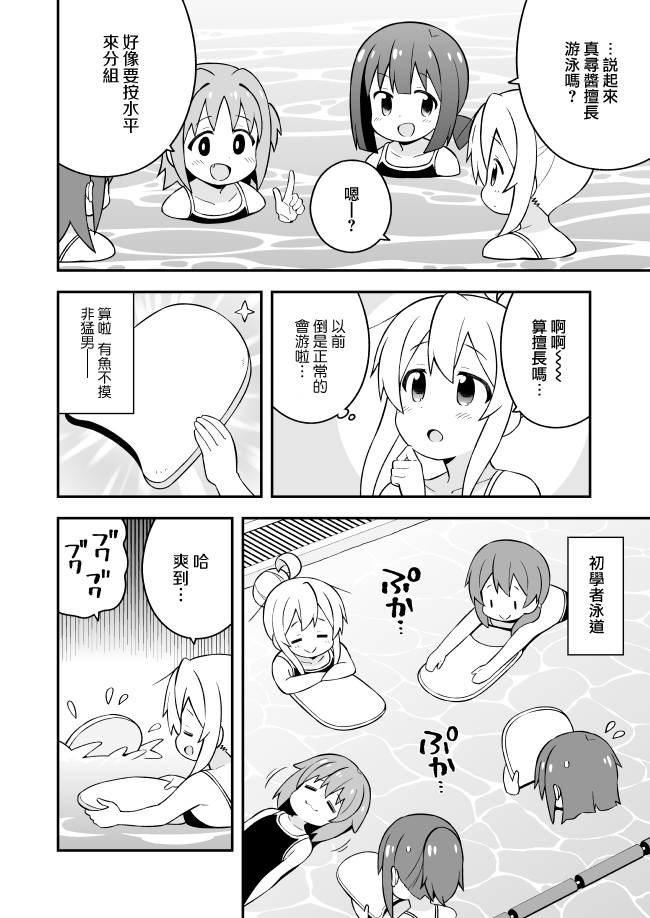 …説起來
真尋醬擅長
游泳嗎？
好像要按水平
來分組
嗯—？
啊啊~~~
算擅長嗎…
以前
倒是正常的
會游啦…
算啦 有魚不摸
非猛男——
初學者泳道
ぷか…
ぷか…
哈
爽到…
ブワ
ブワ
ブワ